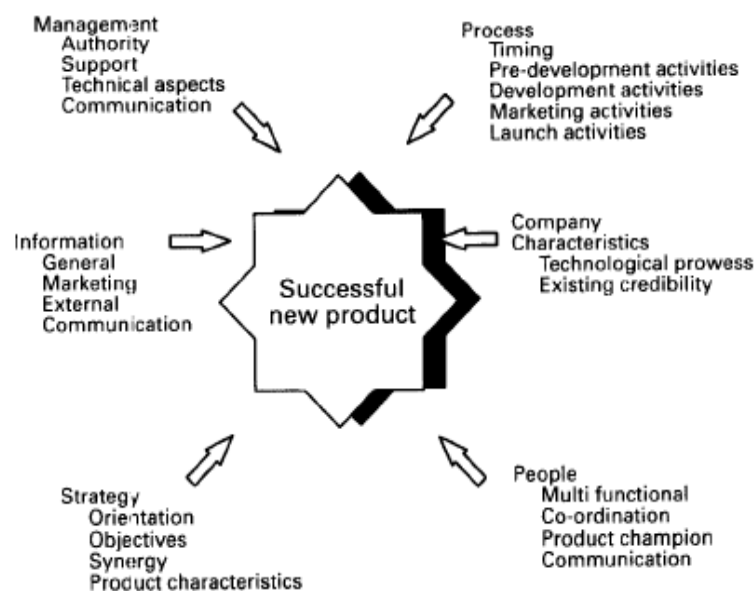 Management
Authority
Support
Technical aspects
Communication
Process
Timing
Pre-development activities
Development activities
Marketing activities
Launch activities
Information
General
Marketing
External
Communication
Company
Characteristics
Technological prowess
Existing credibility
Successful
new product
Strategy
Orientation
Objectives
Synergy
Product characteristics
People
Multi functional
Co-ordination
Product champion
Communication